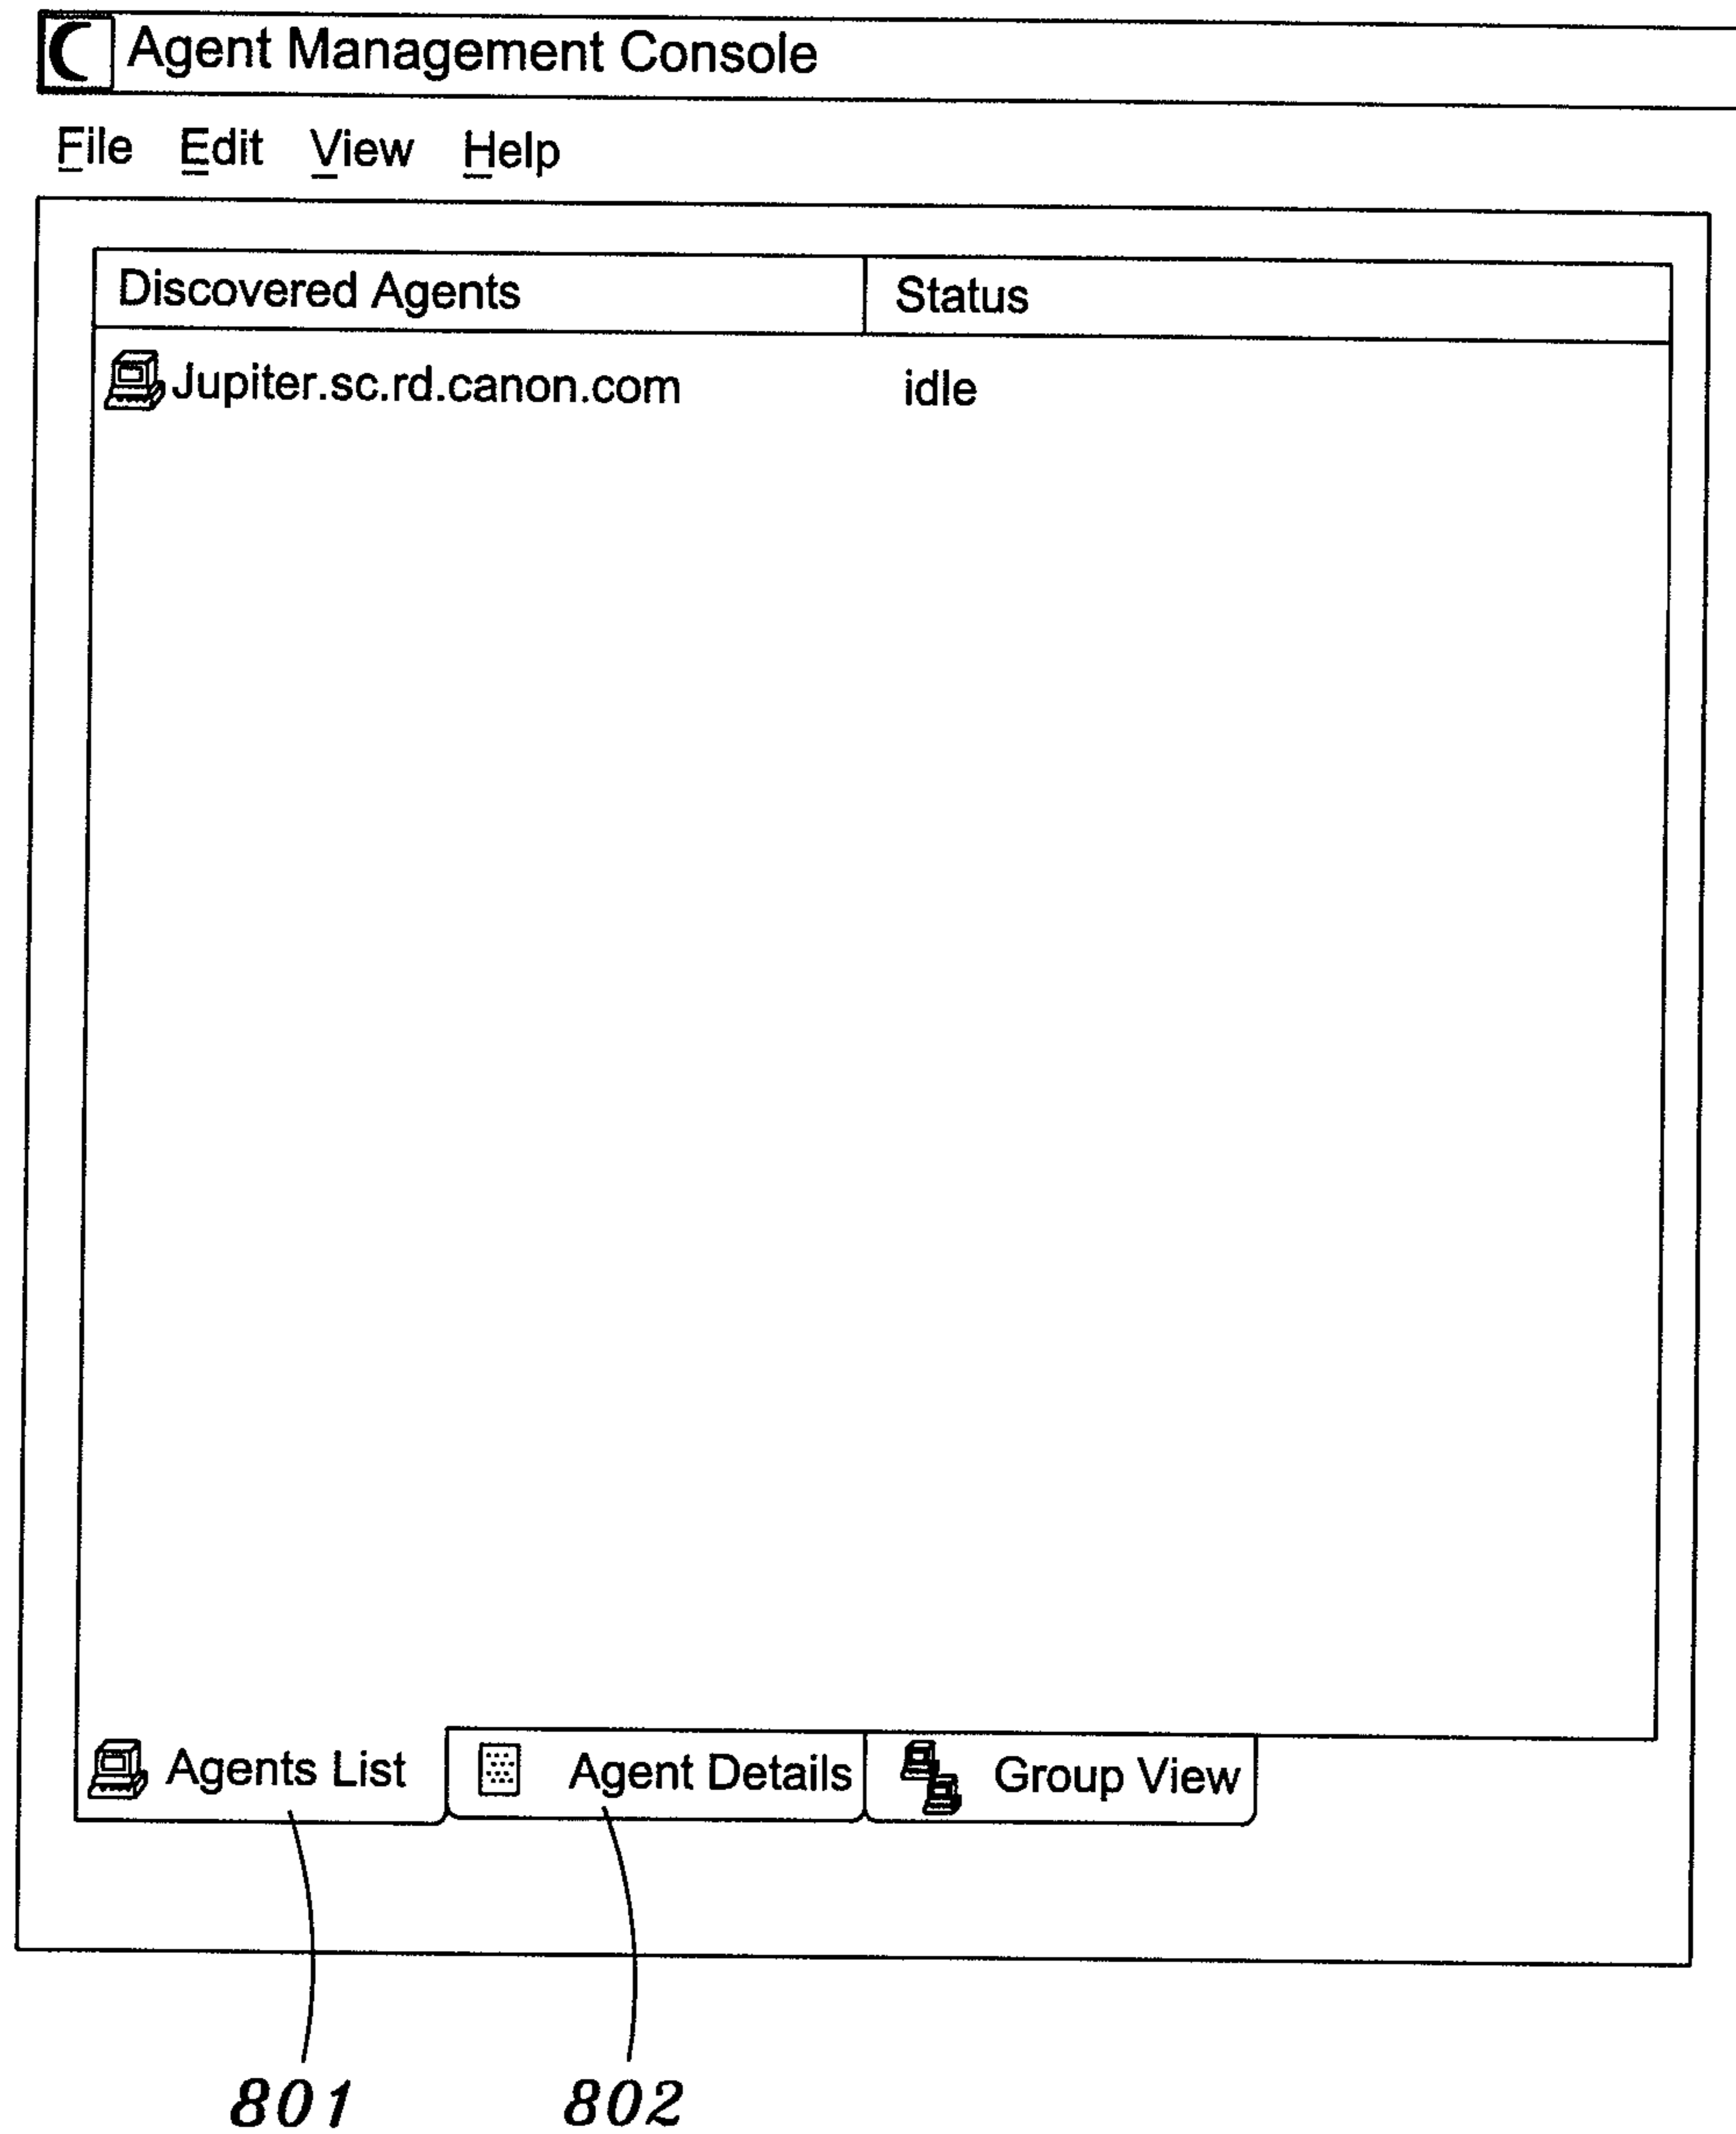 Agent Management Console
File Edit View Help
Discovered Agents Status
Jupiter.sc.rd.canon.com idle
Agents List Agent Details Group View
801 802